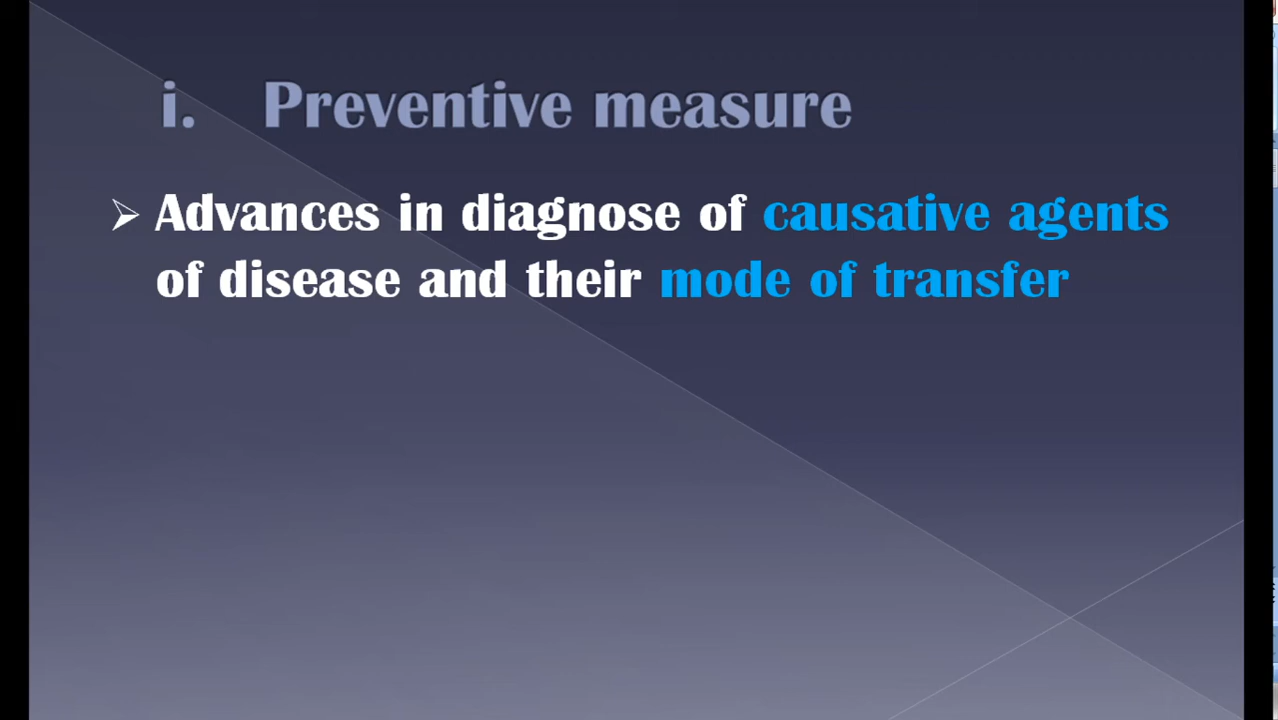 i. Preventive measure
Advances in diagnose of causative agents
of disease and their mode of transfer